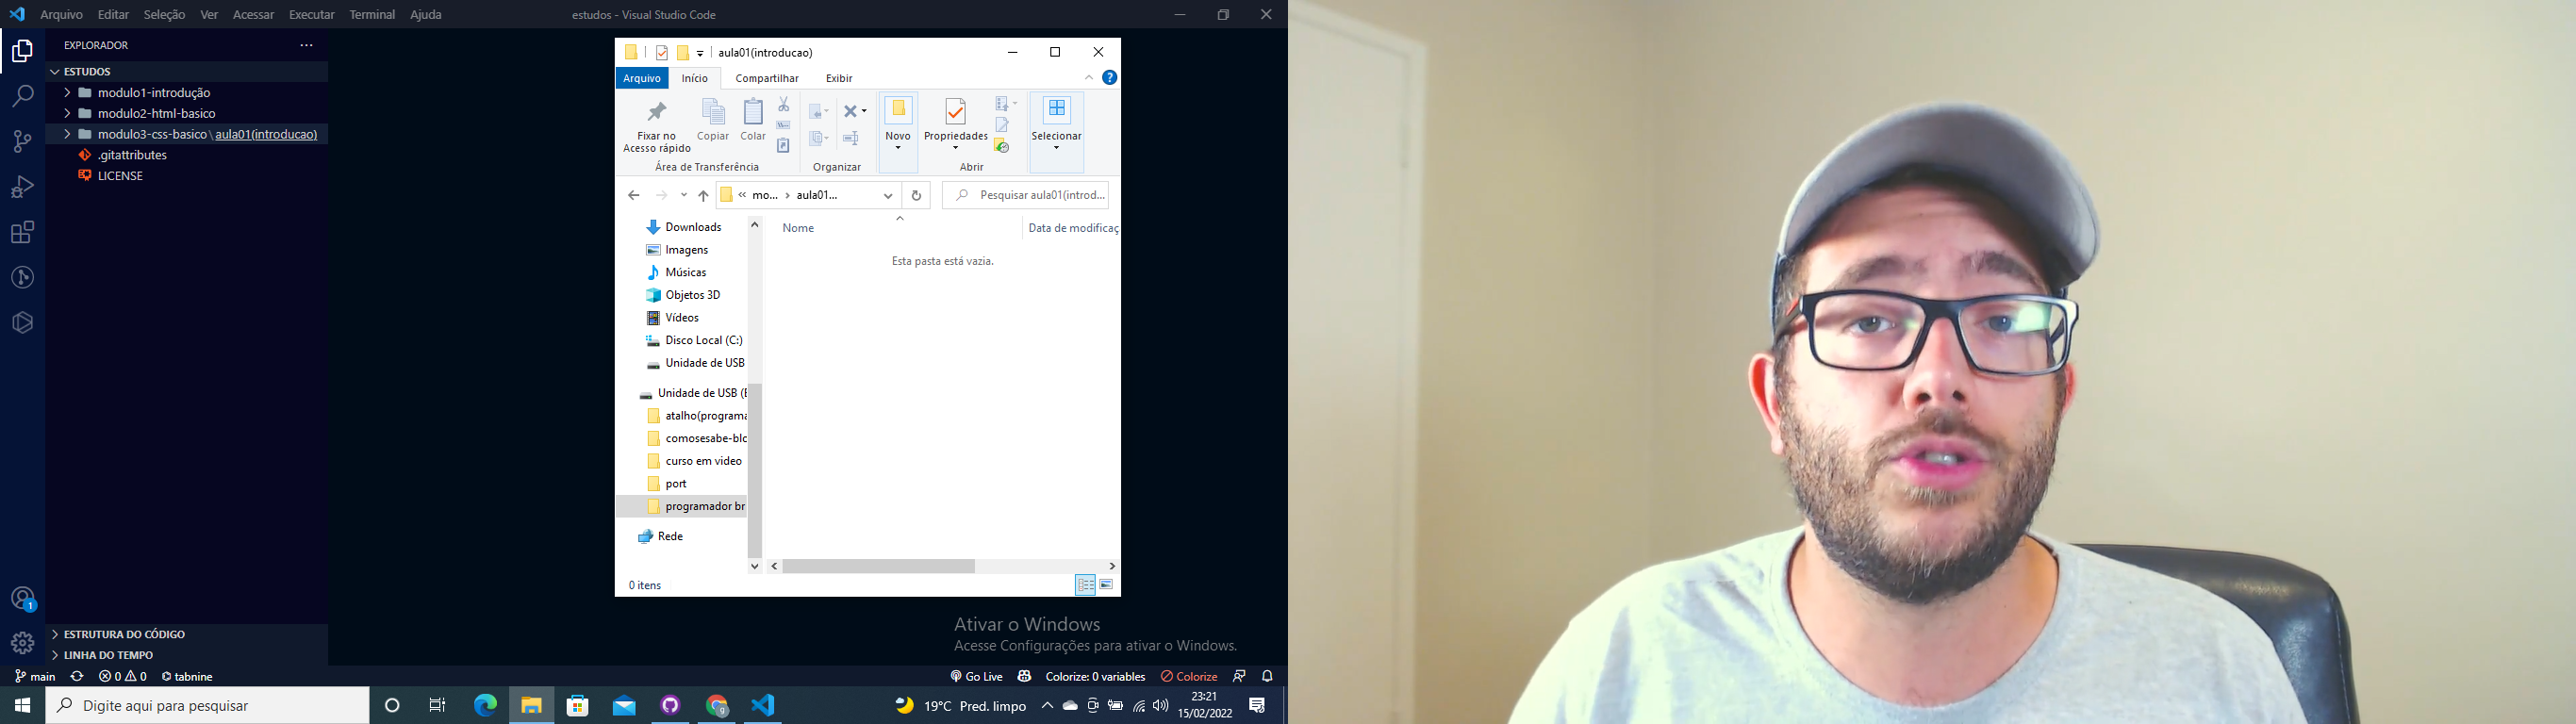 Arquivo Editar Seleção Ver Acessar Executar Terminal Ajuda
estudos - Visual Studio Code
EXPLORADOR
ESTUDOS
modulo1-introdução
modulo2-html-basico
modulo3-css-basico\aula01(introducao)
.gitattributes
LICENSE
ESTRUTURA DO CÓDIGO
LINHA DO TEMPO
1
aula01(introducao)
Arquivo Início Compartilhar Exibir
?
Fixar no
Acesso rápido
Copiar
Colar
Novo
Propriedades
Selecionar
Área de Transferência
Organizar
Abrir
mo... aula01...
Pesquisar aula01(introd...
Downloads
Imagens
Músicas
Objetos 3D
Vídeos
Disco Local (C:)
Unidade de USB
Unidade de USB (E
atalho(programa
comosesabe-blo
curso em video
port
programador br
Rede
Nome
Data de modificaç
Esta pasta está vazia.
0 itens
Ativar o Windows
Acesse Configurações para ativar o Windows.
main 0 0 tabnine
Go Live Colorize: 0 variables Colorize
Digite aqui para pesquisar
19°C Pred. limpo
23:21
15/02/2022